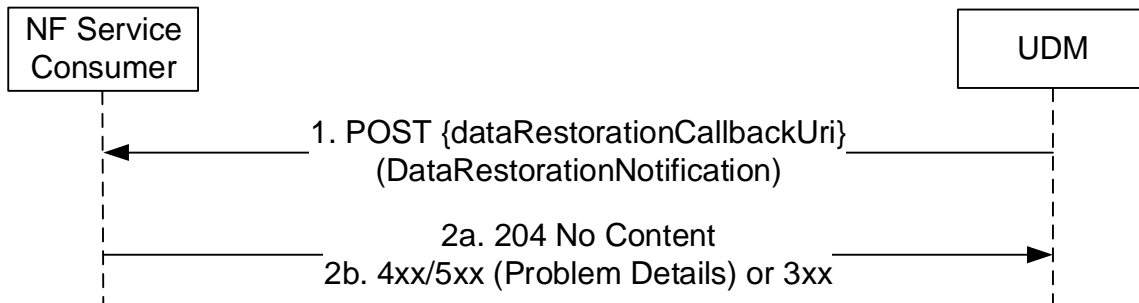 NF Service
Consumer
UDM
1. POST {dataRestorationCallbackUri}
(DataRestorationNotification)
2a. 204 No Content
2b. 4xx/5xx (Problem Details) or 3xx